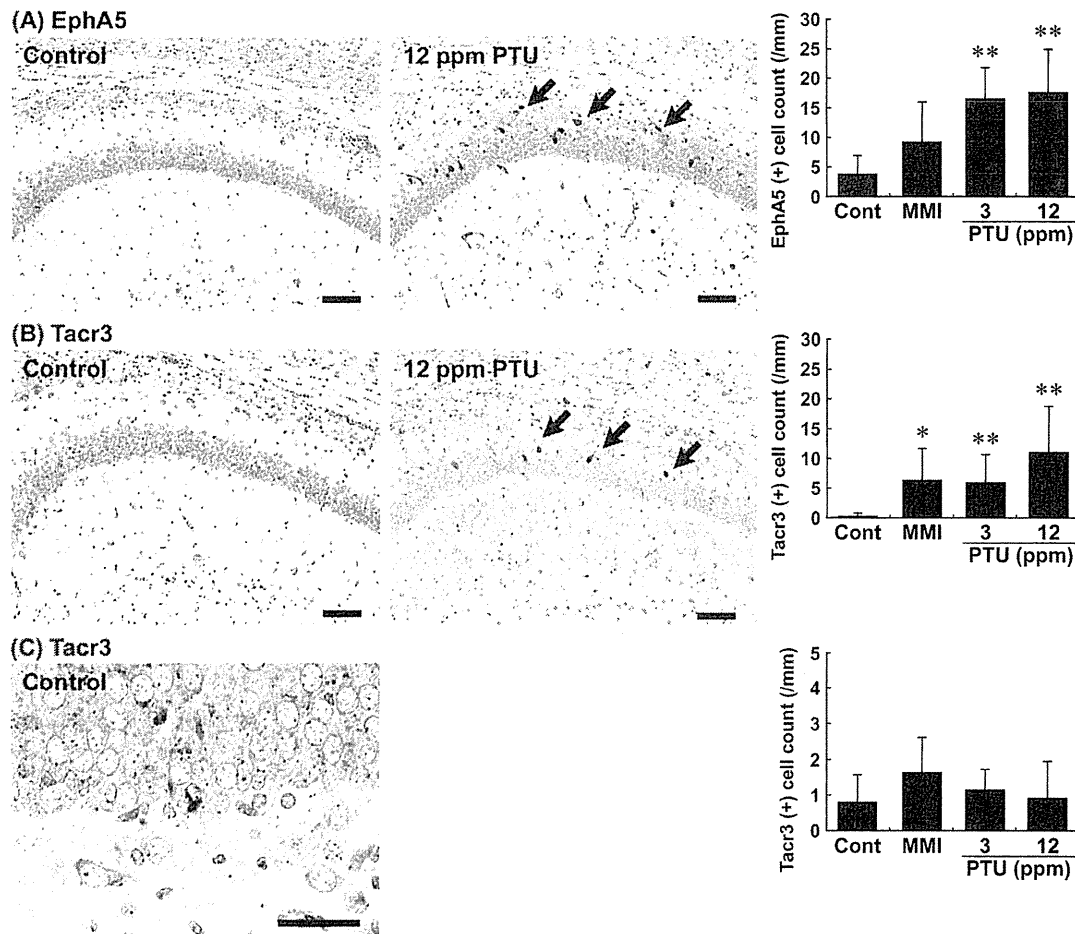 (A) EphA5
Control
12 ppm PTU
EphA5 (+) cell count (/mm)
30
25
20
15
10
5
0
**
**
Cont MMI 3 12
PTU (ppm)
(B) Tacr3
Control
12 ppm PTU
Tacr3 (+) cell count (/mm)
30
25
20
15
10
5
0
*
**
**
Cont MMI 3 12
PTU (ppm)
(C) Tacr3
Control
Tacr3 (+) cell count (/mm)
5
4
3
2
1
0
Cont MMI 3 12
PTU (ppm)